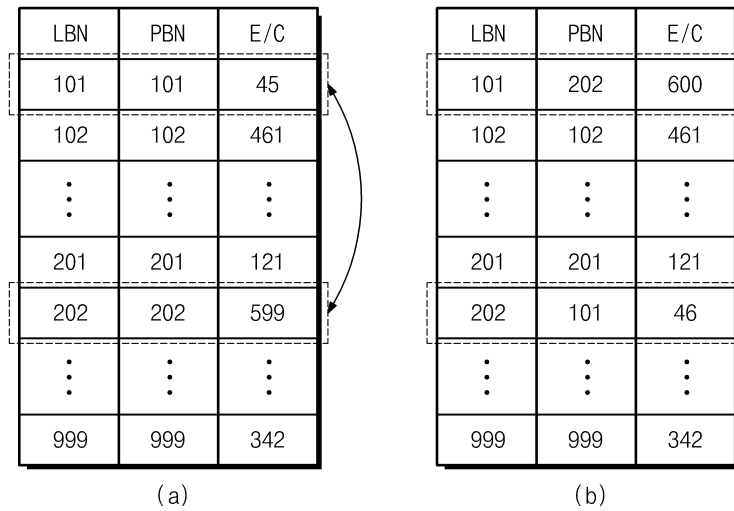 LBN PBN E/C
101 101 45
102 102 461
⋮ ⋮ ⋮
201 201 121
202 202 599
⋮ ⋮ ⋮
999 999 342
(a)
LBN PBN E/C
101 202 600
102 102 461
⋮ ⋮ ⋮
201 201 121
202 101 46
⋮ ⋮ ⋮
999 999 342
(b)